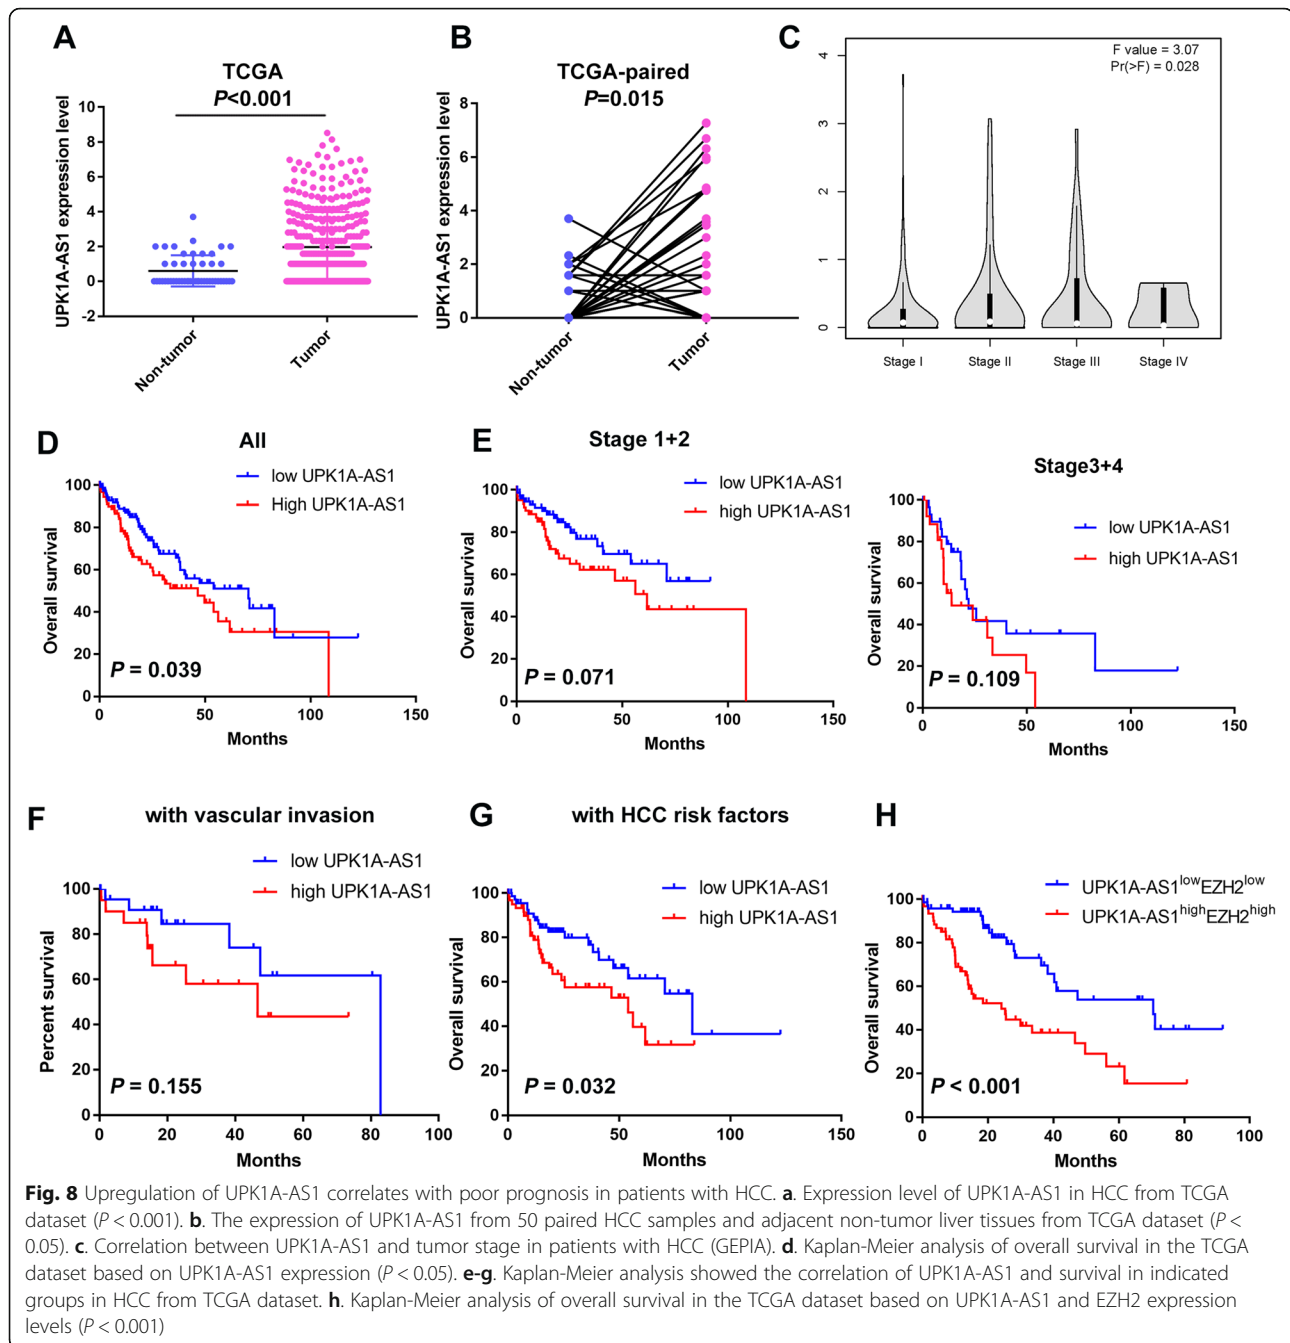 A
TCGA
P<0.001
UPK1A-AS1 expression level
10
8
6
4
2
0
-2
Non-tumor
Tumor
B
TCGA-paired
P=0.015
UPK1A-AS1 expression level
8
6
4
2
0
Non-tumor
Tumor
C
F value = 3.07
Pr(>F) = 0.028
4
3
2
1
0
Stage I
Stage II
Stage III
Stage IV
D
All
low UPK1A-AS1
High UPK1A-AS1
Overall survival
100
80
60
40
20
0
P = 0.039
0 50 100 150
Months
E
Stage 1+2
low UPK1A-AS1
high UPK1A-AS1
Overall survival
100
80
60
40
20
0
P = 0.071
0 50 100 150
Months
Stage3+4
low UPK1A-AS1
high UPK1A-AS1
Overall survival
100
80
60
40
20
0
P = 0.109
0 50 100 150
Months
F
with vascular invasion
low UPK1A-AS1
high UPK1A-AS1
Percent survival
100
80
60
40
20
0
P = 0.155
0 20 40 60 80 100
Months
G
with HCC risk factors
low UPK1A-AS1
high UPK1A-AS1
Overall survival
100
80
60
40
20
0
P = 0.032
0 50 100 150
Months
H
UPK1A-AS1lowEZH2low
UPK1A-AS1highEZH2high
Overall survival
100
80
60
40
20
0
P < 0.001
0 20 40 60 80 100
Months
Fig. 8 Upregulation of UPK1A-AS1 correlates with poor prognosis in patients with HCC. a. Expression level of UPK1A-AS1 in HCC from TCGA
dataset (P < 0.001). b. The expression of UPK1A-AS1 from 50 paired HCC samples and adjacent non-tumor liver tissues from TCGA dataset (P <
0.05). c. Correlation between UPK1A-AS1 and tumor stage in patients with HCC (GEPIA). d. Kaplan-Meier analysis of overall survival in the TCGA
dataset based on UPK1A-AS1 expression (P < 0.05). e-g. Kaplan-Meier analysis showed the correlation of UPK1A-AS1 and survival in indicated
groups in HCC from TCGA dataset. h. Kaplan-Meier analysis of overall survival in the TCGA dataset based on UPK1A-AS1 and EZH2 expression
levels (P < 0.001)